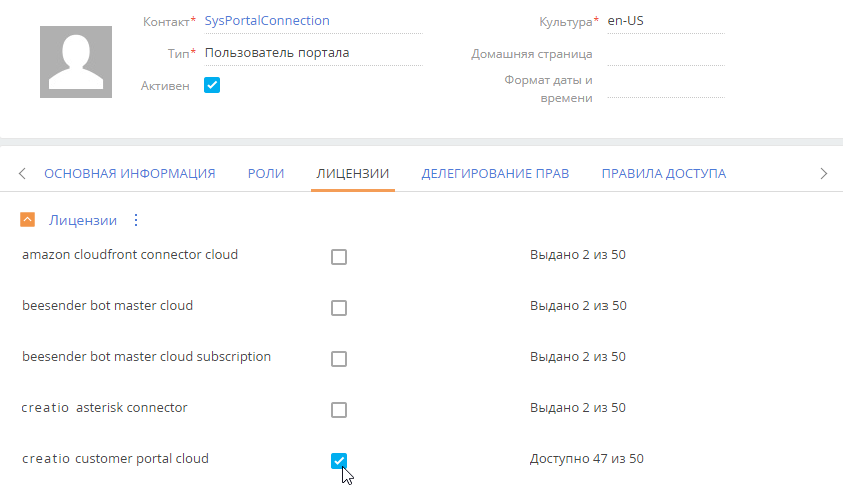 Контакт* SysPortalConnection Культура* en-US
Тип* Пользователь портала Домашняя страница
Активен Формат даты и
времени
ОСНОВНАЯ ИНФОРМАЦИЯ РОЛИ ЛИЦЕНЗИИ ДЕЛЕГИРОВАНИЕ ПРАВ ПРАВИЛА ДОСТУПА
Лицензии
amazon cloudfront connector cloud Выдано 2 из 50
beesender bot master cloud Выдано 2 из 50
beesender bot master cloud subscription Выдано 2 из 50
creatio asterisk connector Выдано 2 из 50
creatio customer portal cloud Доступно 47 из 50